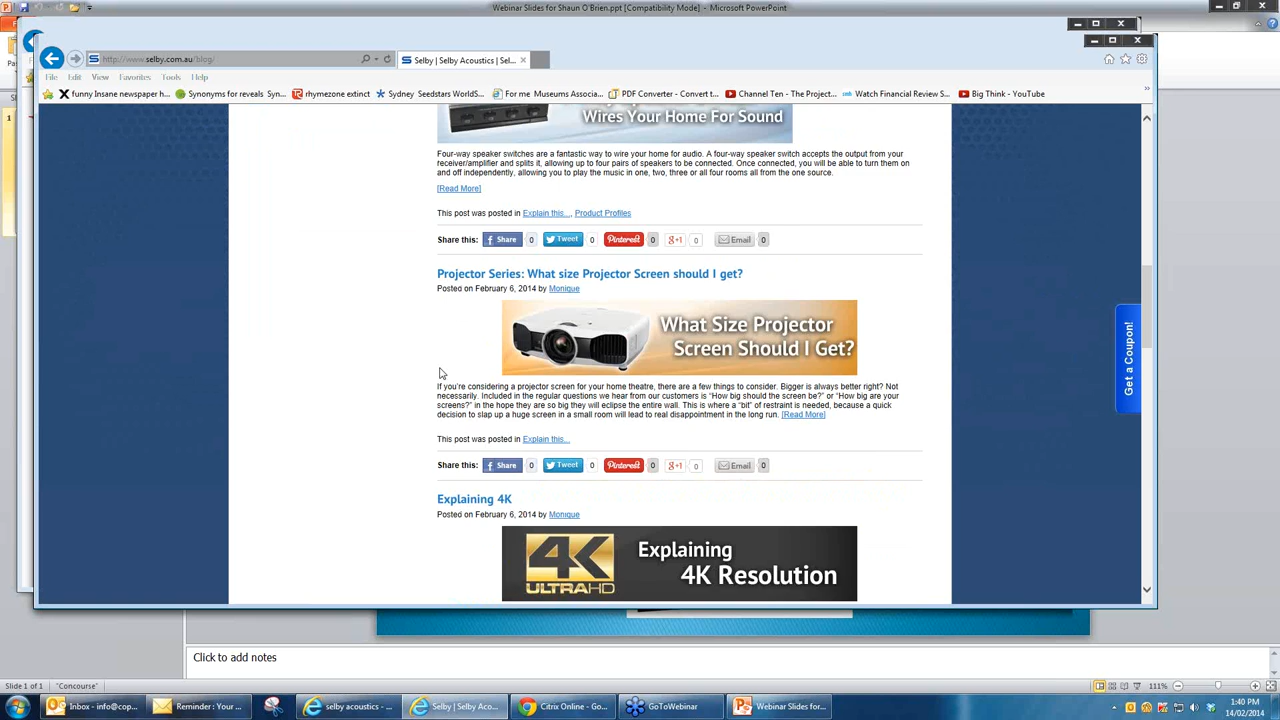 Webinar Slides for Shaun O'Brien.ppt [Compatibility Mode] - Microsoft PowerPoint
http://www.selby.com.au/blog/
Selby | Selby Acoustics | Sel...
File Edit View Favorites Tools Help
funny Insane newspaper h... Synonyms for reveals Syn... rhymezone extinct Sydney Seedstars WorldS... For me Museums Associa... PDF Converter - Convert t... Channel Ten - The Project... Watch Financial Review S... Big Think - YouTube
Wires Your Home For Sound
Four-way speaker switches are a fantastic way to wire your home for audio. A four-way speaker switch accepts the output from your
receiver/amplifier and splits it, allowing up to four pairs of speakers to be connected. Once connected, you will be able to turn them on
and off independently, allowing you to play the music in one, two, three or all four rooms all from the one source.
[Read More]
This post was posted in Explain this..., Product Profiles
Share this: Share 0 Tweet 0 Pinterest 0 +1 0 Email 0
Projector Series: What size Projector Screen should I get?
Posted on February 6, 2014 by Monique
What Size Projector
Screen Should I Get?
If you're considering a projector screen for your home theatre, there are a few things to consider. Bigger is always better right? Not
necessarily. Included in the regular questions we hear from our customers is "How big should the screen be?" or "How big are your
screens?" in the hope they are so big they will eclipse the entire wall. This is where a "bit" of restraint is needed, because a quick
decision to slap up a huge screen in a small room will lead to real disappointment in the long run. [Read More]
This post was posted in Explain this...
Share this: Share 0 Tweet 0 Pinterest 0 +1 0 Email 0
Get a Coupon!
Explaining 4K
Posted on February 6, 2014 by Monique
4K ULTRAHD
Explaining
4K Resolution
Click to add notes
Slide 1 of 1 "Concourse" 111%
Inbox - info@cop... Reminder : Your ... selby acoustics - ... Selby | Selby Aco... Citrix Online - Go... GoToWebinar Webinar Slides for...
1:40 PM
14/02/2014